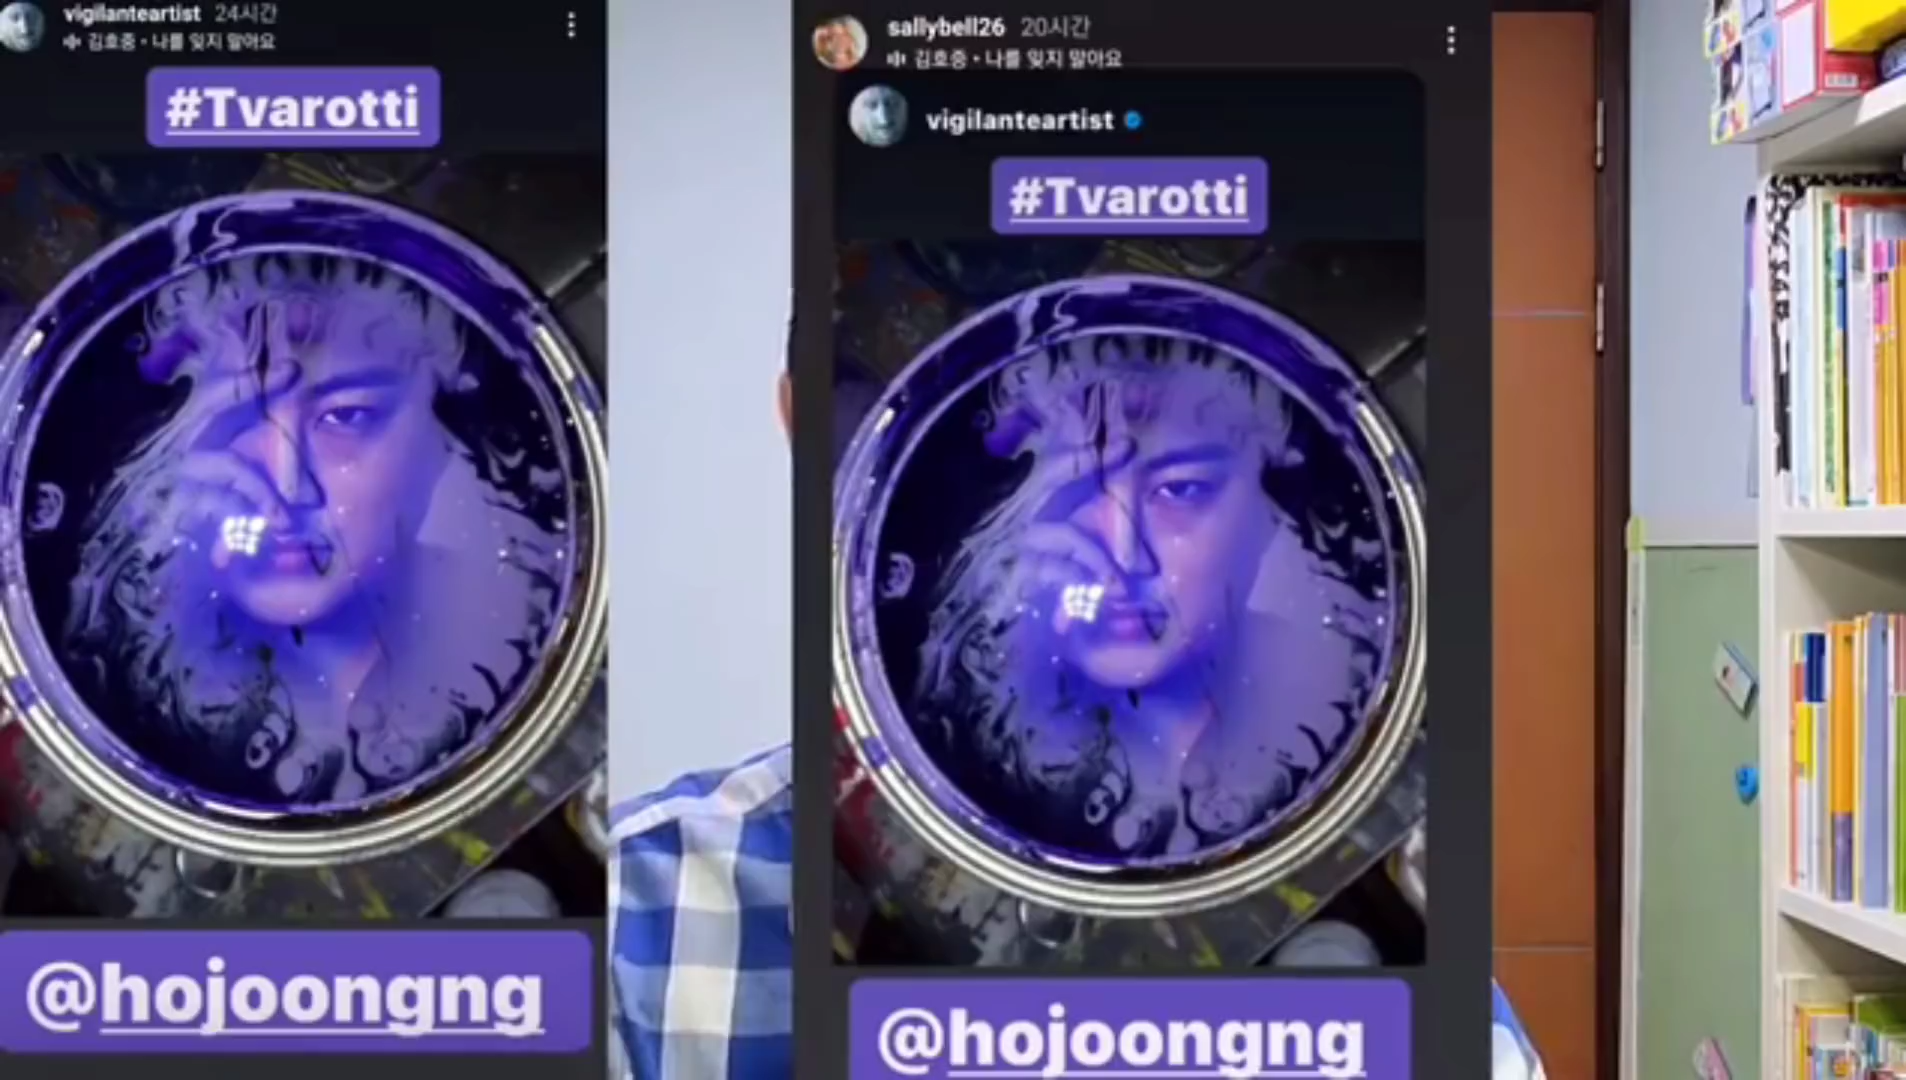 vigilanteartist 24시간
김호중 • 나를 잊지 말아요
#Tvarotti
@hojoongng
sallybell26 20시간
김호중 • 나를 잊지 말아요
vigilanteartist
#Tvarotti
@hojoongng